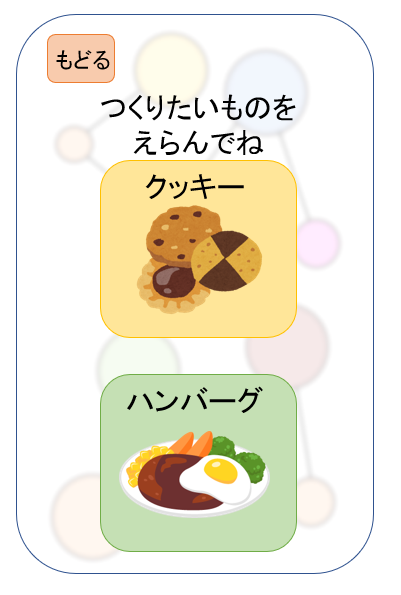 もどる
つくりたいものを
えらんでね
クッキー
ハンバーグ